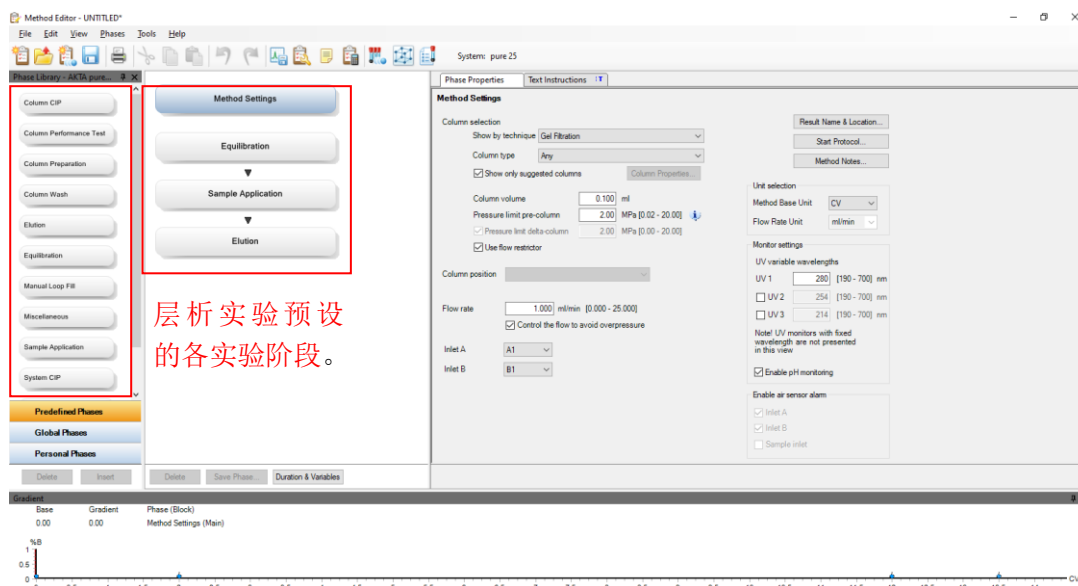 Method Editor - UNTITLED*
File Edit View Phases Tools Help
System: pure 25
Phase Library - AKTA pure...
Column CIP
Column Performance Test
Column Preparation
Column Wash
Elution
Equilibration
Manual Loop Fill
Miscellaneous
Sample Application
System CIP
Predefined Phases
Global Phases
Personal Phases
Delete Insert
Method Settings
Equilibration
Sample Application
Elution
层析实验预设
的各实验阶段。
Delete Save Phase... Duration & Variables
Phase Properties Text Instructions T
Method Settings
Column selection
Show by technique Gel Filtration
Column type Any
Show only suggested columns Column Properties...
Column volume 0.100 ml
Pressure limit pre-column 2.00 MPa [0.02 - 20.00]
Pressure limit delta-column 2.00 MPa [0.00 - 20.00]
Use flow restrictor
Column position
Flow rate 1.000 ml/min [0.000 - 25.000]
Control the flow to avoid overpressure
Inlet A A1
Inlet B B1
Result Name & Location...
Start Protocol...
Method Notes...
Unit selection
Method Base Unit CV
Flow Rate Unit ml/min
Monitor settings
UV variable wavelengths
UV 1 280 [190 - 700] nm
UV 2 254 [190 - 700] nm
UV 3 214 [190 - 700] nm
Note! UV monitors with fixed
wavelength are not presented
in this view
Enable pH monitoring
Enable air sensor alarm
Inlet A
Inlet B
Sample inlet
Gradient
Base Gradient Phase (Block)
0.00 0.00 Method Settings (Main)
%B
1
0.5
0